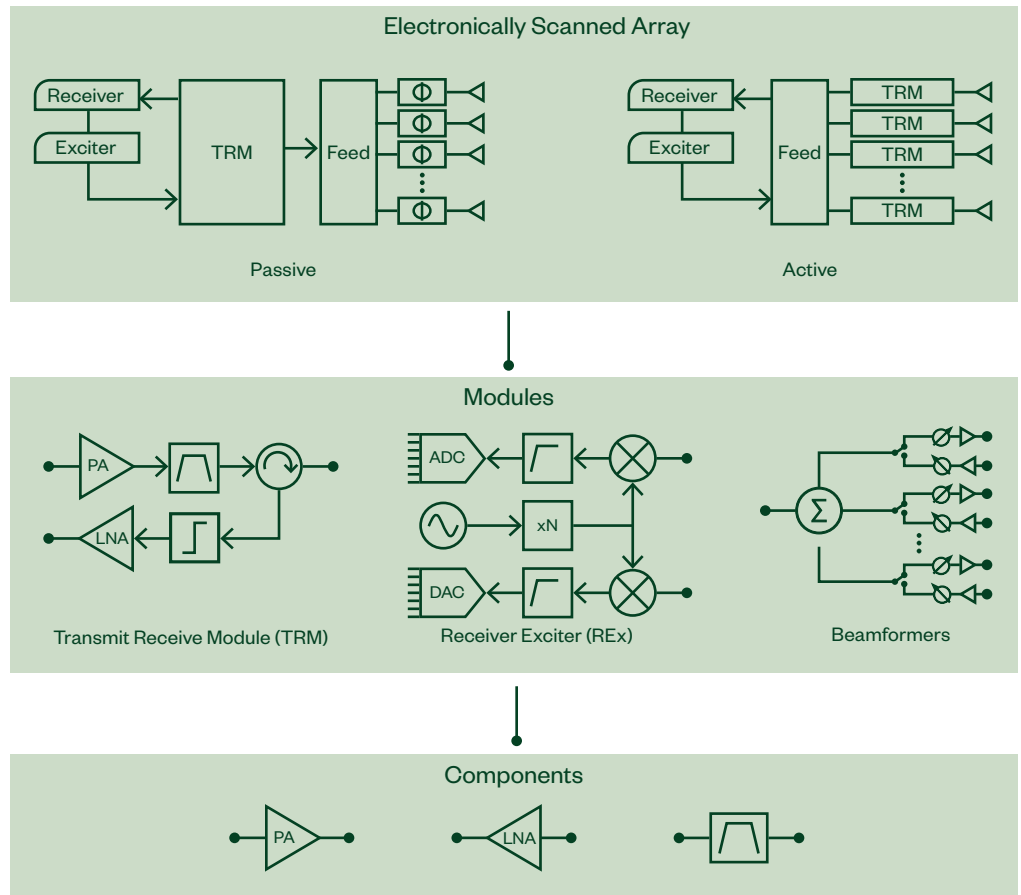 Electronically Scanned Array
Receiver
Exciter
TRM
Feed
Φ
Φ
Φ
Φ
Passive
Receiver
Exciter
Feed
TRM
TRM
TRM
TRM
Active
Modules
PA
LNA
Transmit Receive Module (TRM)
ADC
xN
DAC
Receiver Exciter (REx)
Σ
Beamformers
Components
PA
LNA